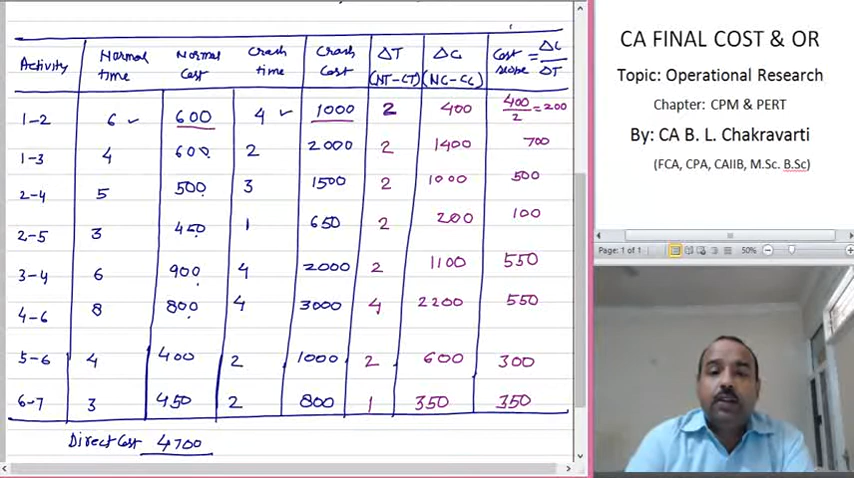 Activity Normal time Normal Cost Crash time Crash Cost ΔT (NT-CT) ΔC (NC-CC) Cost slope = ΔC/ΔT
1-2 6 600 4 1000 2 400 400/2 = 200
1-3 4 600 2 2000 2 1400 700
2-4 5 500 3 1500 2 1000 500
2-5 3 450 1 650 2 200 100
3-4 6 900 4 2000 2 1100 550
4-6 8 800 4 3000 4 2200 550
5-6 4 400 2 1000 2 600 300
6-7 3 450 2 800 1 350 350
Direct Cost 4700
CA FINAL COST & OR
Topic: Operational Research
Chapter: CPM & PERT
By: CA B. L. Chakravarti
(FCA, CPA, CAIIB, M.Sc. B.Sc)
Page: 1 of 1 50%